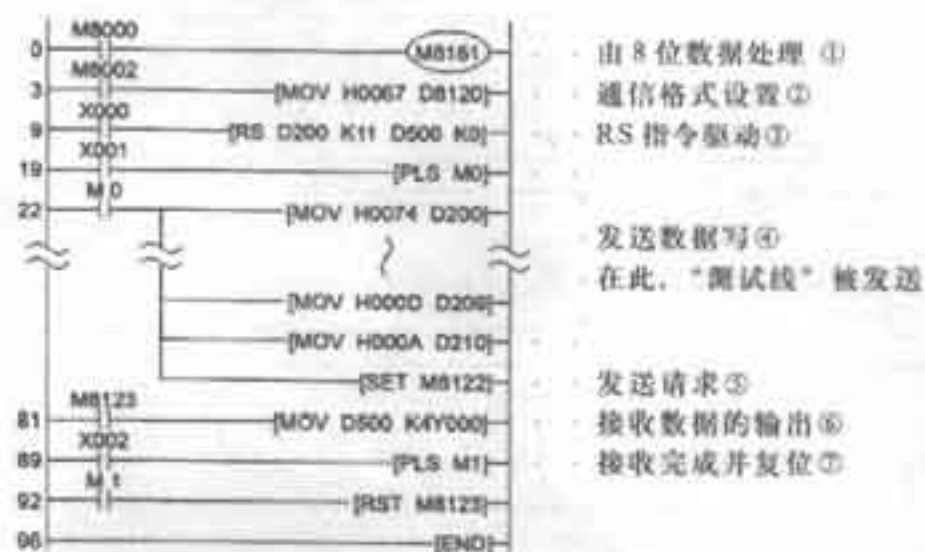 M8000
0 M8161 由8位数据处理 ①
M8002
3 [MOV H0067 D8120] 通信格式设置②
X000
9 [RS D200 K11 D500 K0] RS指令驱动③
X001
19 [PLS M0]
M 0
22 [MOV H0074 D200]
发送数据写④
在此，“测试线”被发送
[MOV H000D D209]
[MOV H000A D210]
[SET M8122] 发送请求⑤
M8123
81 [MOV D500 K4Y000] 接收数据的输出⑥
X002
89 [PLS M1] 接收完成并复位⑦
M 1
92 [RST M8123]
96 [END]